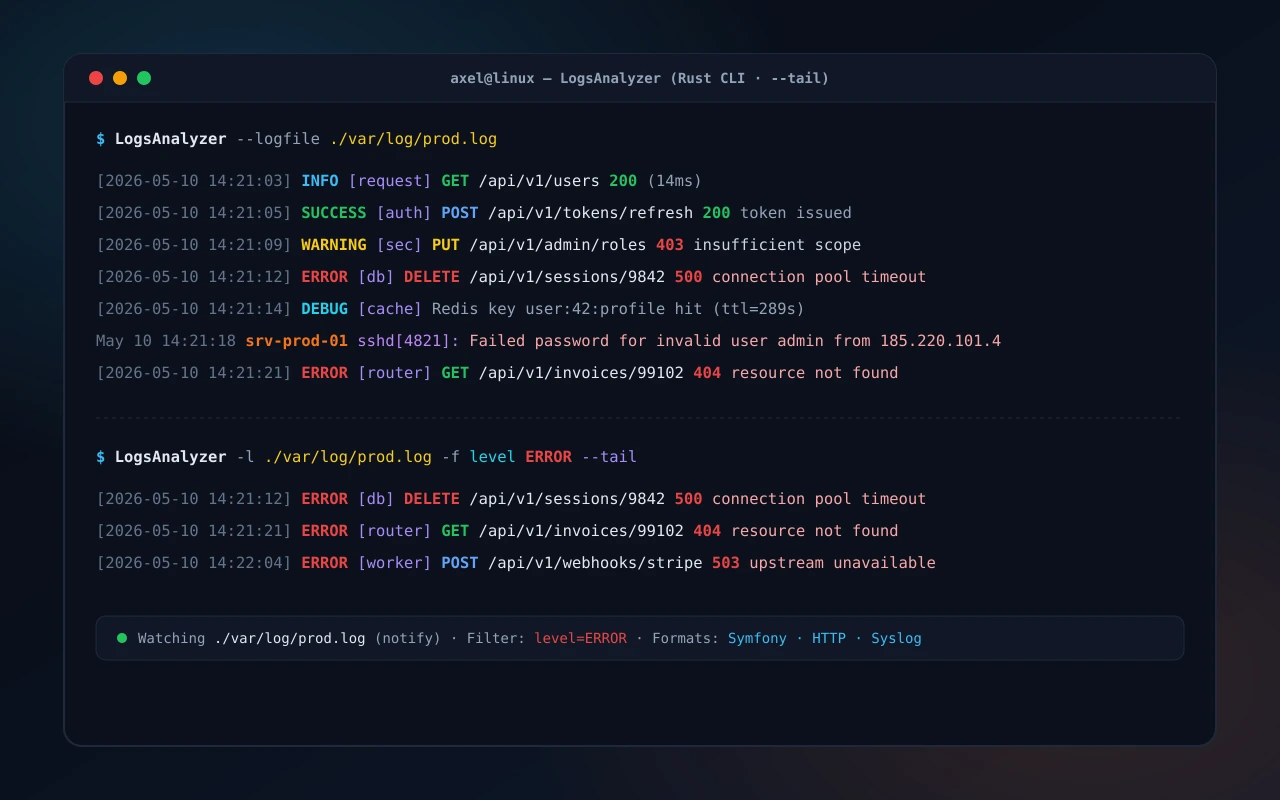 axel@linux — LogsAnalyzer (Rust CLI · --tail)
$ LogsAnalyzer --logfile ./var/log/prod.log
[2026-05-10 14:21:03] INFO [request] GET /api/v1/users 200 (14ms)
[2026-05-10 14:21:05] SUCCESS [auth] POST /api/v1/tokens/refresh 200 token issued
[2026-05-10 14:21:09] WARNING [sec] PUT /api/v1/admin/roles 403 insufficient scope
[2026-05-10 14:21:12] ERROR [db] DELETE /api/v1/sessions/9842 500 connection pool timeout
[2026-05-10 14:21:14] DEBUG [cache] Redis key user:42:profile hit (ttl=289s)
May 10 14:21:18 srv-prod-01 sshd[4821]: Failed password for invalid user admin from 185.220.101.4
[2026-05-10 14:21:21] ERROR [router] GET /api/v1/invoices/99102 404 resource not found
$ LogsAnalyzer -l ./var/log/prod.log -f level ERROR --tail
[2026-05-10 14:21:12] ERROR [db] DELETE /api/v1/sessions/9842 500 connection pool timeout
[2026-05-10 14:21:21] ERROR [router] GET /api/v1/invoices/99102 404 resource not found
[2026-05-10 14:22:04] ERROR [worker] POST /api/v1/webhooks/stripe 503 upstream unavailable
Watching ./var/log/prod.log (notify) · Filter: level=ERROR · Formats: Symfony · HTTP · Syslog